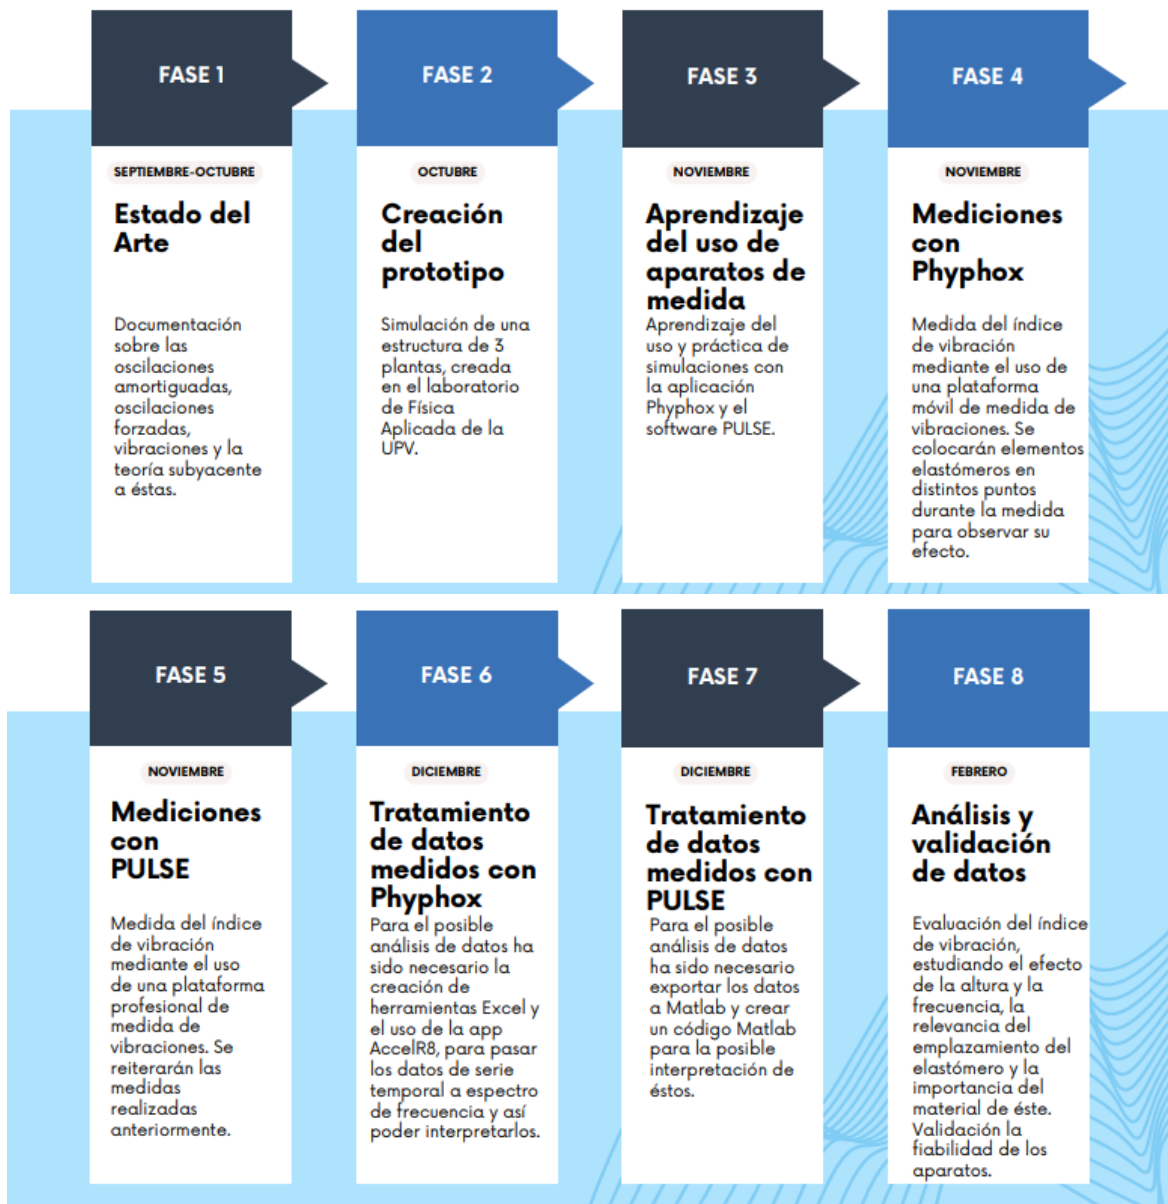 FASE 1
SEPTIEMBRE-OCTUBRE
Estado del
Arte
Documentación
sobre las
oscilaciones
amortiguadas,
oscilaciones
forzadas,
vibraciones y la
teoría subyacente
a éstas.
FASE 2
OCTUBRE
Creación
del
prototipo
Simulación de una
estructura de 3
plantas, creada
en el laboratorio
de Física
Aplicada de la
UPV.
FASE 3
NOVIEMBRE
Aprendizaje
del uso de
aparatos de
medida
Aprendizaje del
uso y práctica de
simulaciones con
la aplicación
Phyphox y el
software PULSE.
FASE 4
NOVIEMBRE
Mediciones
con
Phyphox
Medida del índice
de vibración
mediante el uso de
una plataforma
móvil de medida de
vibraciones. Se
colocarán elementos
elastómeros en
distintos puntos
durante la medida
para observar su
efecto.
FASE 5
NOVIEMBRE
Mediciones
con
PULSE
Medida del índice
de vibración
mediante el uso
de una plataforma
profesional de
medida de
vibraciones. Se
reiterarán las
medidas
realizadas
anteriormente.
FASE 6
DICIEMBRE
Tratamiento
de datos
medidos con
Phyphox
Para el posible
análisis de datos ha
sido necesario la
creación de
herramientas Excel y
el uso de la app
AccelR8, para pasar
los datos de serie
temporal a espectro
de frecuencia y así
poder interpretarlos.
FASE 7
DICIEMBRE
Tratamiento
de datos
medidos con
PULSE
Para el posible
análisis de datos
ha sido necesario
exportar los datos
a Matlab y crear
un código Matlab
para la posible
interpretación de
éstos.
FASE 8
FEBRERO
Análisis y
validación
de datos
Evaluación del índice
de vibración,
estudiando el efecto
de la altura y la
frecuencia, la
relevancia del
emplazamiento del
elastómero y la
importancia del
material de éste.
Validación la
fiabilidad de los
aparatos.